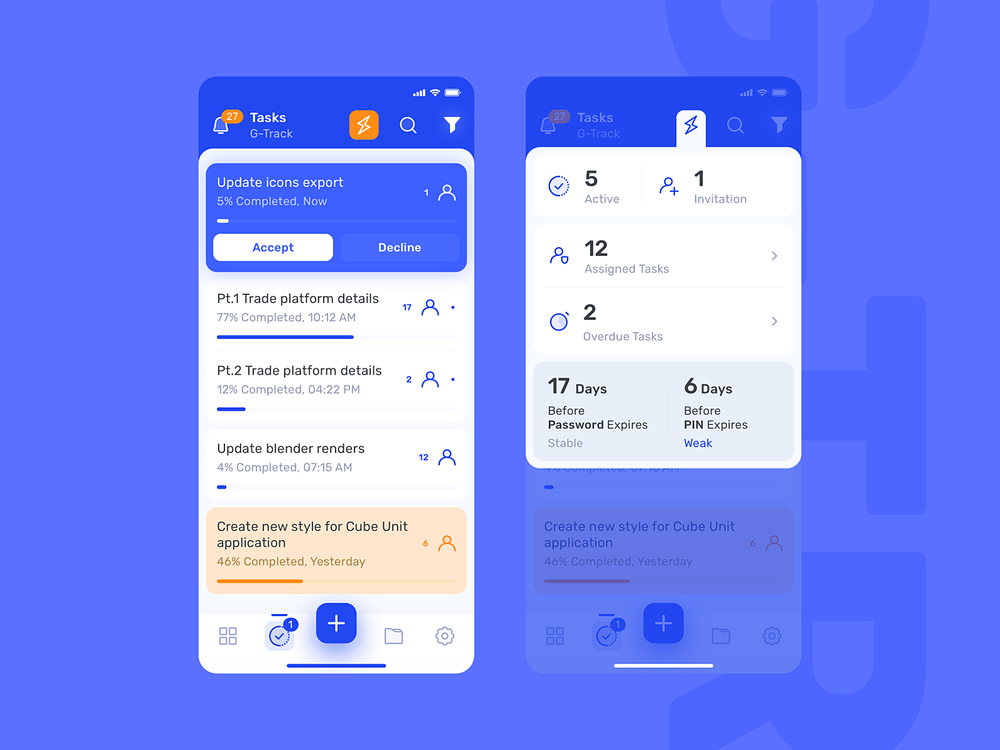 27
Tasks
G-Track
Update icons export
5% Completed, Now
1
Accept
Decline
Pt.1 Trade platform details
77% Completed, 10:12 AM
17
Pt.2 Trade platform details
12% Completed, 04:22 PM
2
Update blender renders
4% Completed, 07:15 AM
12
Create new style for Cube Unit
application
46% Completed, Yesterday
6
1
27
Tasks
G-Track
5
Active
1
Invitation
12
Assigned Tasks
2
Overdue Tasks
17 Days
Before
Password Expires
Stable
6 Days
Before
PIN Expires
Weak
4% Completed, 07:15 AM
Create new style for Cube Unit
application
46% Completed, Yesterday
6
1